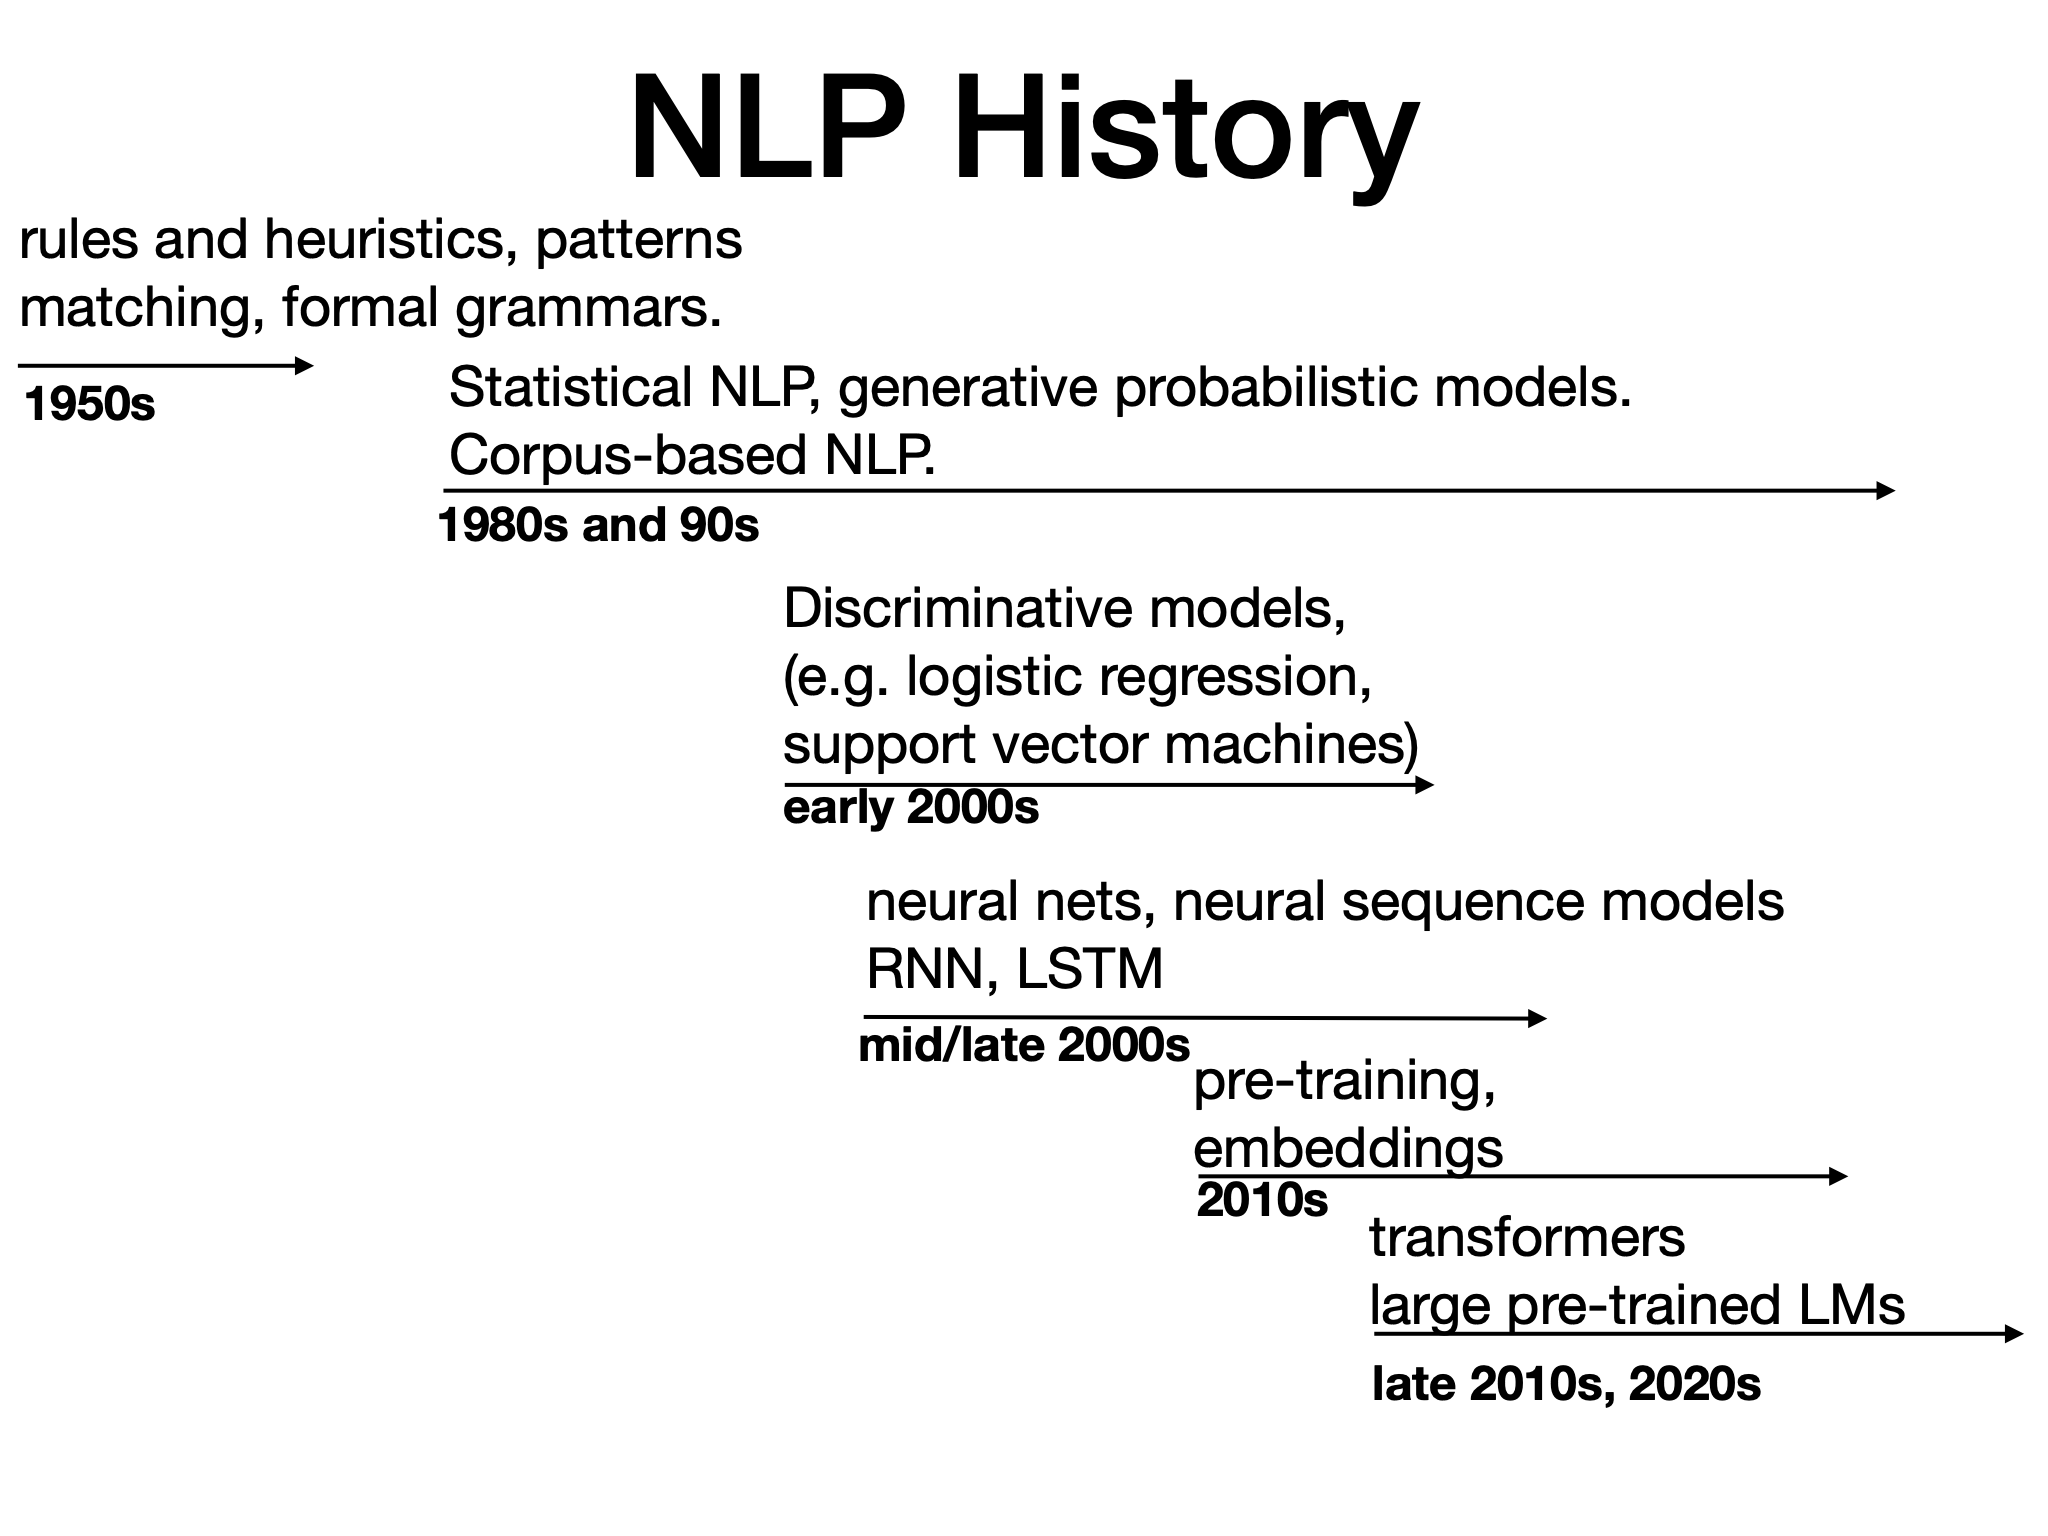 NLP History
rules and heuristics, patterns
matching, formal grammars.
1950s
Statistical NLP, generative probabilistic models.
Corpus-based NLP.
1980s and 90s
Discriminative models,
(e.g. logistic regression,
support vector machines)
early 2000s
neural nets, neural sequence models
RNN, LSTM
mid/late 2000s
pre-training,
embeddings
2010s
transformers
large pre-trained LMs
late 2010s, 2020s